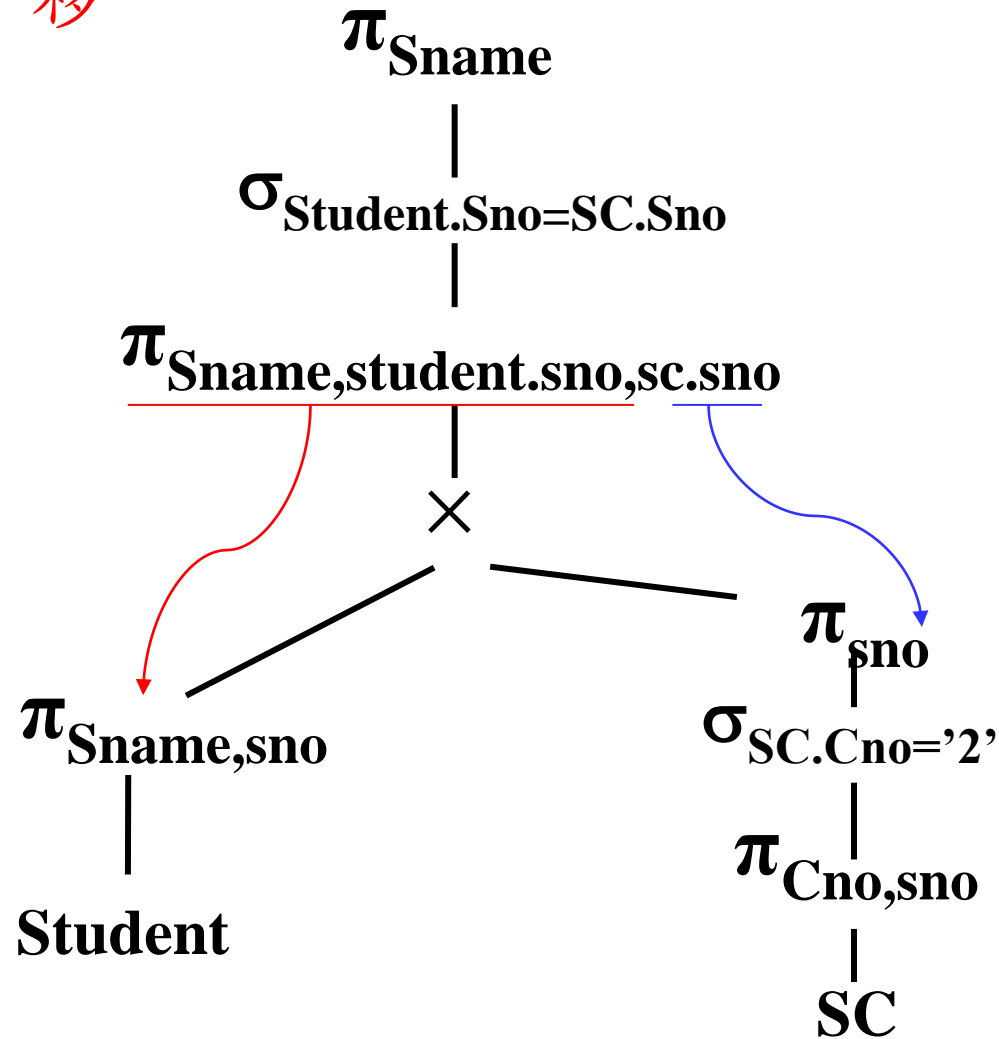 移
πSname
σStudent.Sno=SC.Sno
πSname,student.sno,sc.sno
×
πsno
πSname,sno
σSC.Cno=’2’
πCno,sno
Student
SC